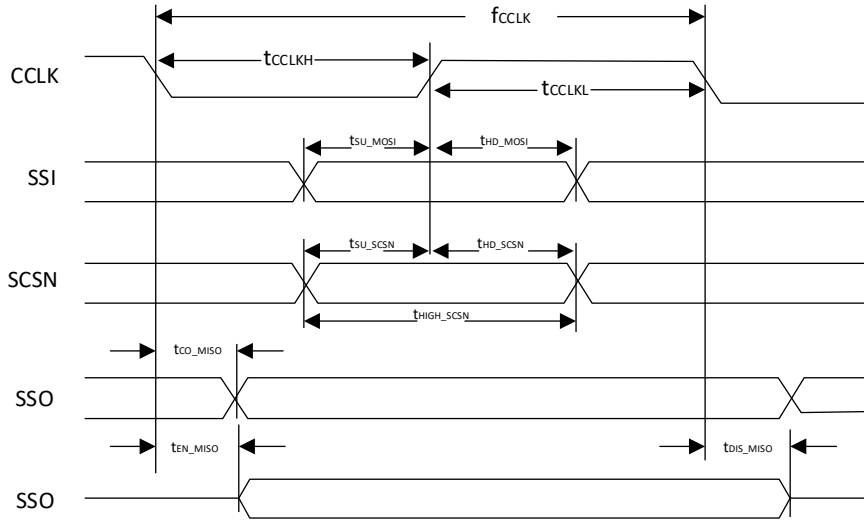 fCCLK
CCLK
tCCLKH
tCCLKL
tSU_MOSI
tHD_MOSI
SSI
tSU_SCSN
tHD_SCSN
SCSN
tHIGH_SCSN
tCO_MISO
SSO
tEN_MISO
tDIS_MISO
SSO